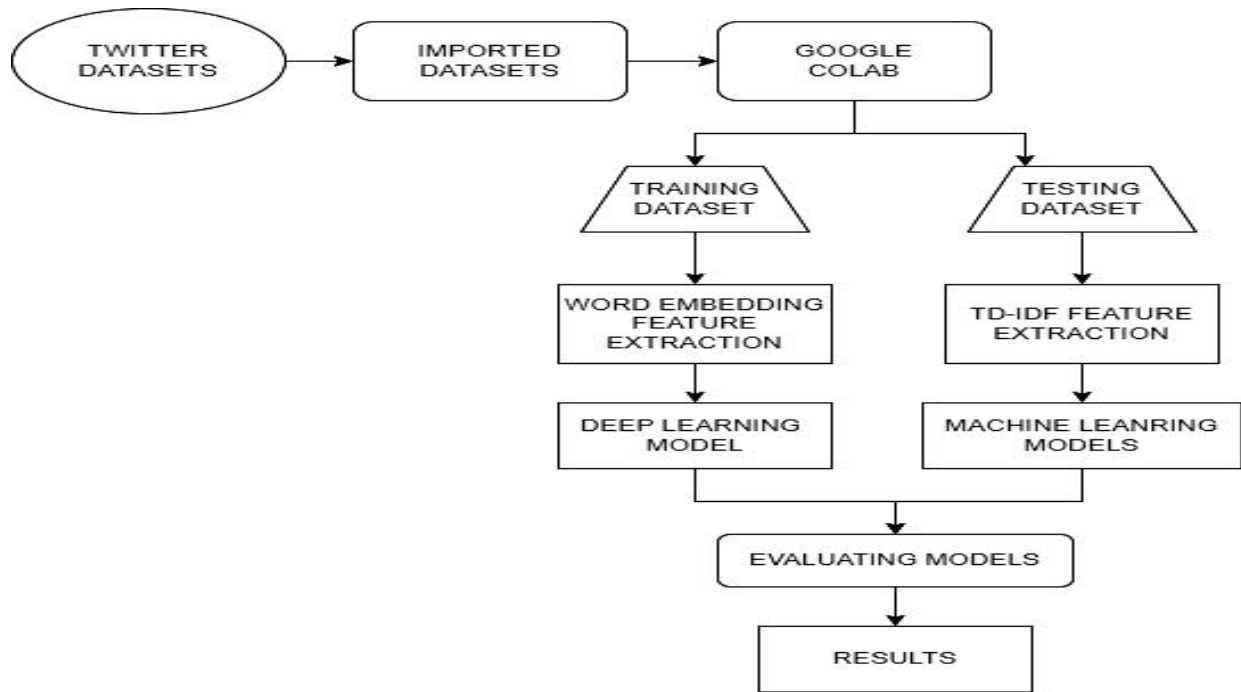 TWITTER
DATASETS
IMPORTED
DATASETS
GOOGLE
COLAB
TRAINING
DATASET
TESTING
DATASET
WORD EMBEDDING
FEATURE
EXTRACTION
TD-IDF FEATURE
EXTRACTION
DEEP LEARNING
MODEL
MACHINE LEANRING
MODELS
EVALUATING MODELS
RESULTS